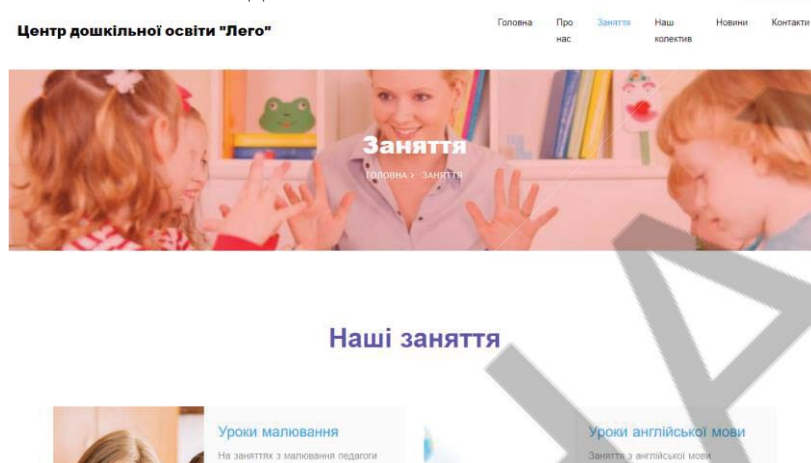 Центр дошкільної освіти "Лего"
Головна Про нас Заняття Наш колектив Новини Контакти
Заняття
ГОЛОВНА > ЗАНЯТТЯ
Наші заняття
Уроки малювання
На заняттях з малювання педагоги
Уроки англійської мови
Заняття з англійської мови